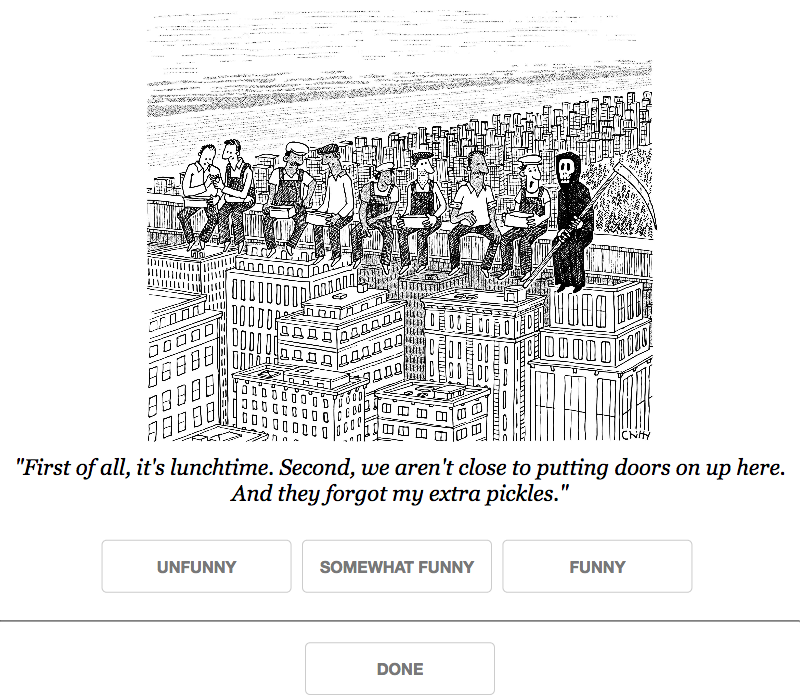 CNHY
"First of all, it's lunchtime. Second, we aren't close to putting doors on up here.
And they forgot my extra pickles."
UNFUNNY
SOMEWHAT FUNNY
FUNNY
DONE